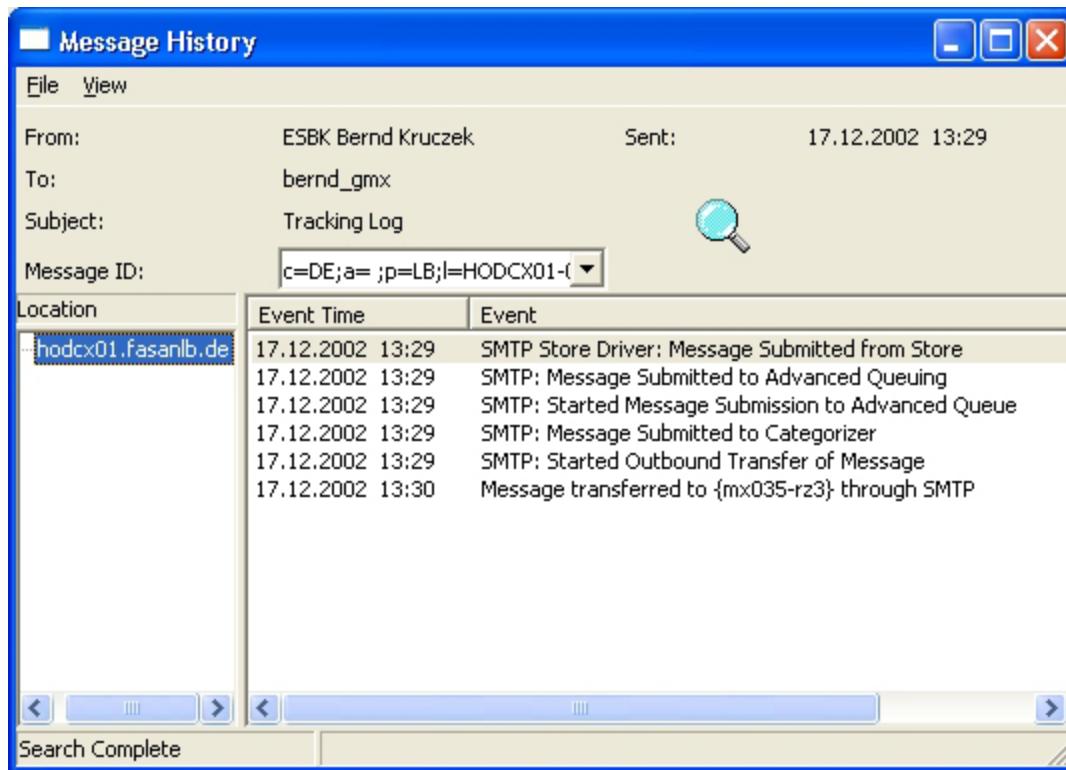 Message History
File View
From: ESBK Bernd Kruczek Sent: 17.12.2002 13:29
To: bernd_gmx
Subject: Tracking Log
Message ID: c=DE;a= ;p=LB;l=HODCX01-
Location Event Time Event
hodcx01.fasanlb.de 17.12.2002 13:29 SMTP Store Driver: Message Submitted from Store
17.12.2002 13:29 SMTP: Message Submitted to Advanced Queuing
17.12.2002 13:29 SMTP: Started Message Submission to Advanced Queue
17.12.2002 13:29 SMTP: Message Submitted to Categorizer
17.12.2002 13:29 SMTP: Started Outbound Transfer of Message
17.12.2002 13:30 Message transferred to {mx035-rz3} through SMTP
Search Complete